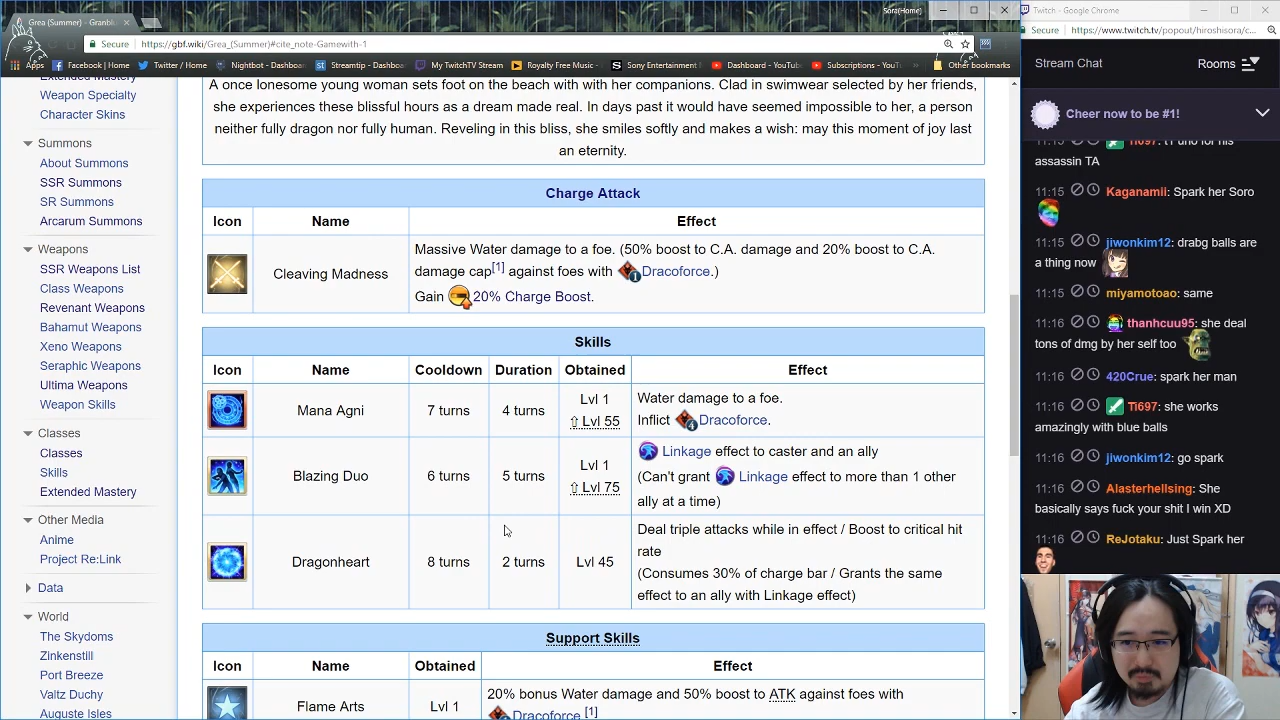 Grea (Summer) - Granblu
Sora(Home)
Twitch - Google Chrome
Secure
https://gbf.wiki/Grea_(Summer)#cite_note-Gamewith-1
Secure
https://www.twitch.tv/popout/hiroshisora/c...
Apps
Facebook | Home
Twitter / Home
Nightbot - Dashboa
Streamtip - Dashbo
My TwitchTV Stream
Royalty Free Music -
Sony Entertainment
Dashboard - YouTub
Subscriptions - YouTu
Other bookmarks
Extended Mastery
Weapon Specialty
Character Skins
Summons
About Summons
SSR Summons
SR Summons
Arcarum Summons
Weapons
SSR Weapons List
Class Weapons
Revenant Weapons
Bahamut Weapons
Xeno Weapons
Seraphic Weapons
Ultima Weapons
Weapon Skills
Classes
Classes
Skills
Extended Mastery
Other Media
Anime
Project Re:Link
Data
World
The Skydoms
Zinkenstill
Port Breeze
Valtz Duchy
Auguste Isles
A once lonesome young woman sets foot on the beach with with her companions. Clad in swimwear selected by her friends,
she experiences these blissful hours as a dream made real. In days past it would have seemed impossible to her, a person
neither fully dragon nor fully human. Reveling in this bliss, she smiles softly and makes a wish: may this moment of joy last
an eternity.
Charge Attack
Icon Name Effect
Cleaving Madness
Massive Water damage to a foe. (50% boost to C.A. damage and 20% boost to C.A.
damage cap[1] against foes with 1 Dracoforce.)
Gain 20% Charge Boost.
Skills
Icon Name Cooldown Duration Obtained Effect
Mana Agni 7 turns 4 turns
Lvl 1
⇧ Lvl 55
Water damage to a foe.
Inflict 4 Dracoforce.
Blazing Duo 6 turns 5 turns
Lvl 1
⇧ Lvl 75
Linkage effect to caster and an ally
(Can't grant Linkage effect to more than 1 other
ally at a time)
Dragonheart 8 turns 2 turns Lvl 45
Deal triple attacks while in effect / Boost to critical hit
rate
(Consumes 30% of charge bar / Grants the same
effect to an ally with Linkage effect)
Support Skills
Icon Name Obtained Effect
Flame Arts Lvl 1
20% bonus Water damage and 50% boost to ATK against foes with
Dracoforce.[1]
Stream Chat
Rooms
Cheer now to be #1!
11:15 Ti697: t1 uno for his
assassin TA
11:15 Kaganamii: Spark her Soro
11:15 jiwonkim12: drabg balls are
a thing now
11:15 miyamotoao: same
11:16 thanhcuu95: she deal
tons of dmg by her self too
11:16 420Crue: spark her man
11:16 Ti697: she works
amazingly with blue balls
11:16 jiwonkim12: go spark
11:16 Alasterhellsing: She
basically says fuck your shit I win XD
11:16 ReJotaku: Just Spark her